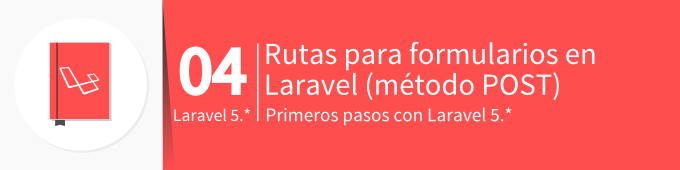 04
Rutas para formularios en
Laravel (método POST)
Laravel 5.*
Primeros pasos con Laravel 5.*